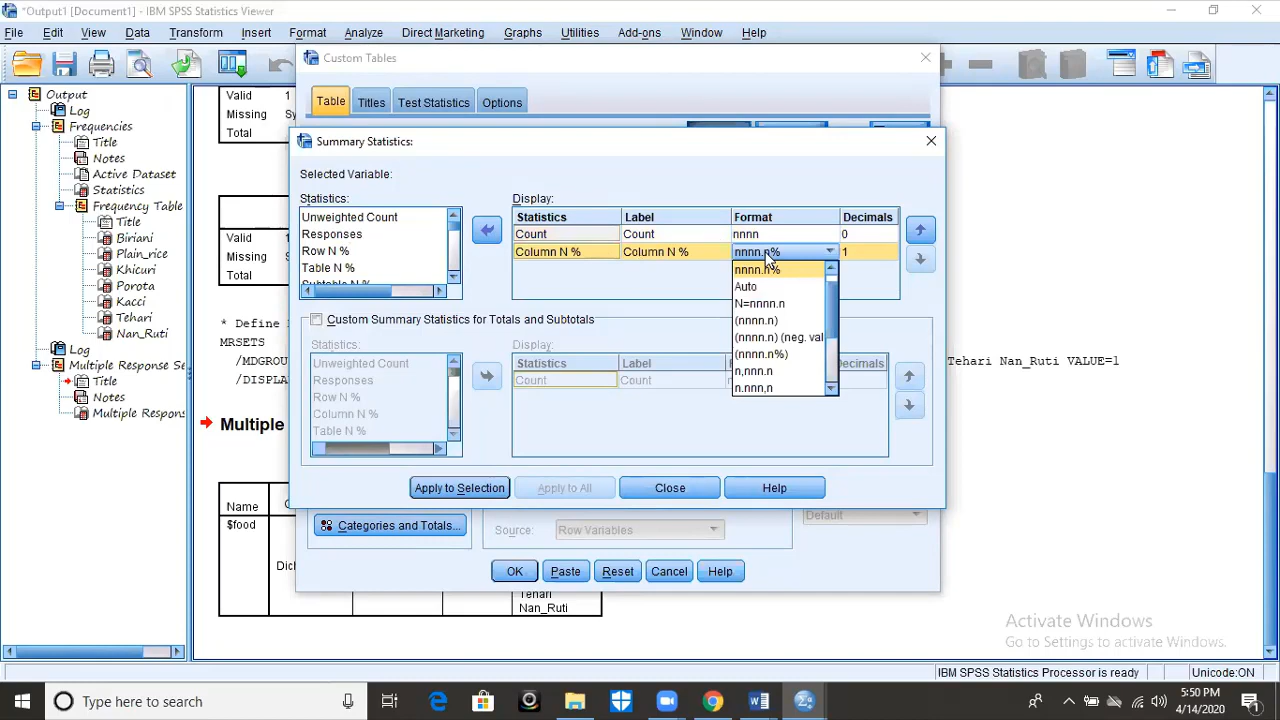 *Output1 [Document1] - IBM SPSS Statistics Viewer
File Edit View Data Transform Insert Format Analyze Direct Marketing Graphs Utilities Add-ons Window Help
Custom Tables
Table Titles Test Statistics Options
Output
Log
Frequencies
Title
Notes
Active Dataset
Statistics
Frequency Table
Title
Biriani
Khichuri
Porota
Kacci
Tehari
Nan_Ruti
Log
Multiple Response Se
Title
Notes
Multiple Respons
Valid 1
Missing Sy
Total
Valid 1
Missing
Total
MRSETS
/MDGROUP
/DISPLA
Tehari Nan_Ruti VALUE=1
Multiple
Name
$food
Dich
Tehari
Nan_Ruti
Summary Statistics:
Selected Variable:
Statistics:
Unweighted Count
Responses
Row N %
Table N %
Display:
Statistics Label Format Decimals
Count Count nnnn 0
Column N % Column N % nnnn.n% 1
nnnn.n%
Auto
N=nnnn.n
(nnnn.n)
(nnnn.n) (neg. val
(nnnn.n%)
n,nnn.n
n.nnn,n
Custom Summary Statistics for Totals and Subtotals
Statistics:
Unweighted Count
Responses
Row N %
Column N %
Table N %
Display:
Statistics Label
Count Count
Apply to Selection Apply to All Close Help
Categories and Totals...
Source: Row Variables
Default
OK Paste Reset Cancel Help
Activate Windows
Go to Settings to activate Windows.
IBM SPSS Statistics Processor is ready Unicode:ON
Type here to search
5:50 PM
4/14/2020